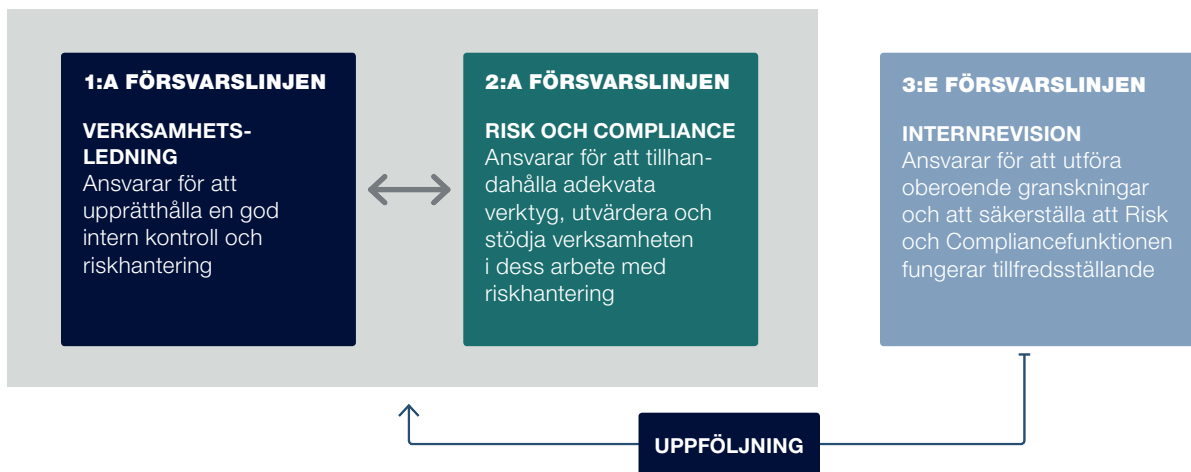 1:A FÖRSVARSLINJEN
VERKSAMHETS-
LEDNING
Ansvarar för att
upprätthålla en god
intern kontroll och
riskhantering
2:A FÖRSVARSLINJEN
RISK OCH COMPLIANCE
Ansvarar för att tillhan-
dahålla adekvata
verktyg, utvärdera och
stödja verksamheten
i dess arbete med
riskhantering
3:E FÖRSVARSLINJEN
INTERNREVISION
Ansvarar för att utföra
oberoende granskningar
och att säkerställa att Risk
och Compliancefunktionen
fungerar tillfredsställande
UPPFÖLJNING